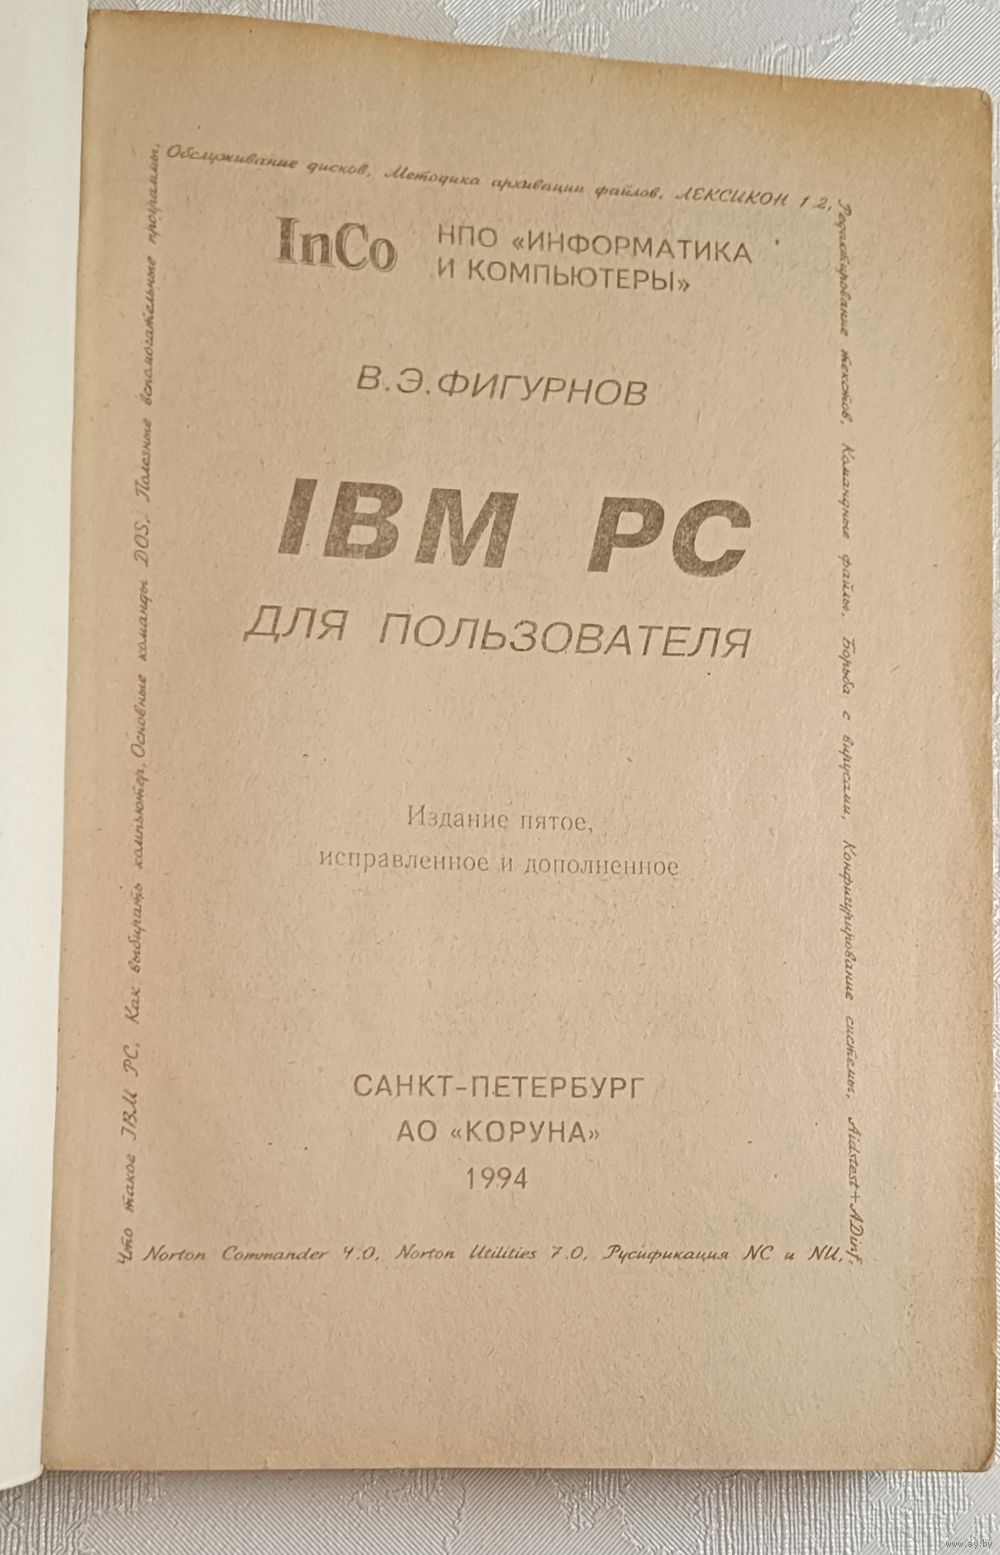 Обслуживание дисков, Методика архивации файлов, ЛЕКСИКОН 1.2,
Редактирование текстов, Командные файлы, Борьба с вирусами, Конфигурирование системы, Aidstest+ADinf,
InCo
НПО «ИНФОРМАТИКА
И КОМПЬЮТЕРЫ»
В.Э.ФИГУРНОВ
IBM PC
ДЛЯ ПОЛЬЗОВАТЕЛЯ
Издание пятое,
исправленное и дополненное
САНКТ-ПЕТЕРБУРГ
АО «КОРУНА»
1994
Что такое IBM PC, Как выбирать компьютер, Основные команды DOS, Полезные вспомогательные программы,
Norton Commander 4.0, Norton Utilities 7.0, Русификация NC и NU,
www.ay.by